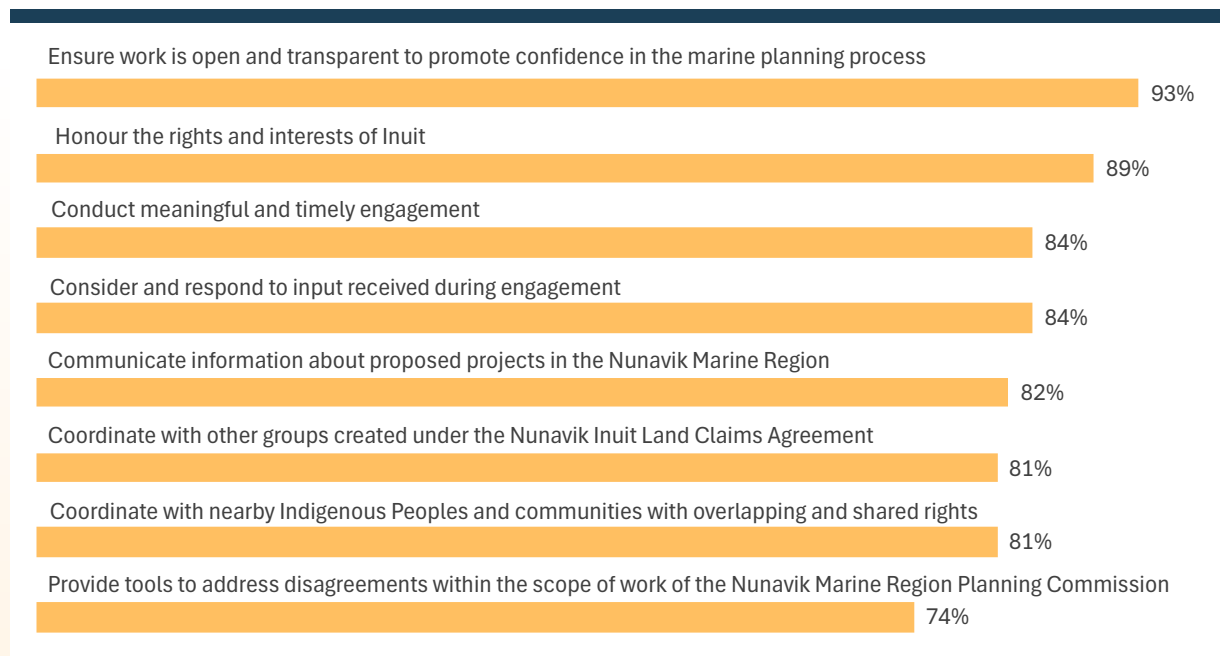 Ensure work is open and transparent to promote confidence in the marine planning process
93%
Honour the rights and interests of Inuit
89%
Conduct meaningful and timely engagement
84%
Consider and respond to input received during engagement
84%
Communicate information about proposed projects in the Nunavik Marine Region
82%
Coordinate with other groups created under the Nunavik Inuit Land Claims Agreement
81%
Coordinate with nearby Indigenous Peoples and communities with overlapping and shared rights
81%
Provide tools to address disagreements within the scope of work of the Nunavik Marine Region Planning Commission
74%